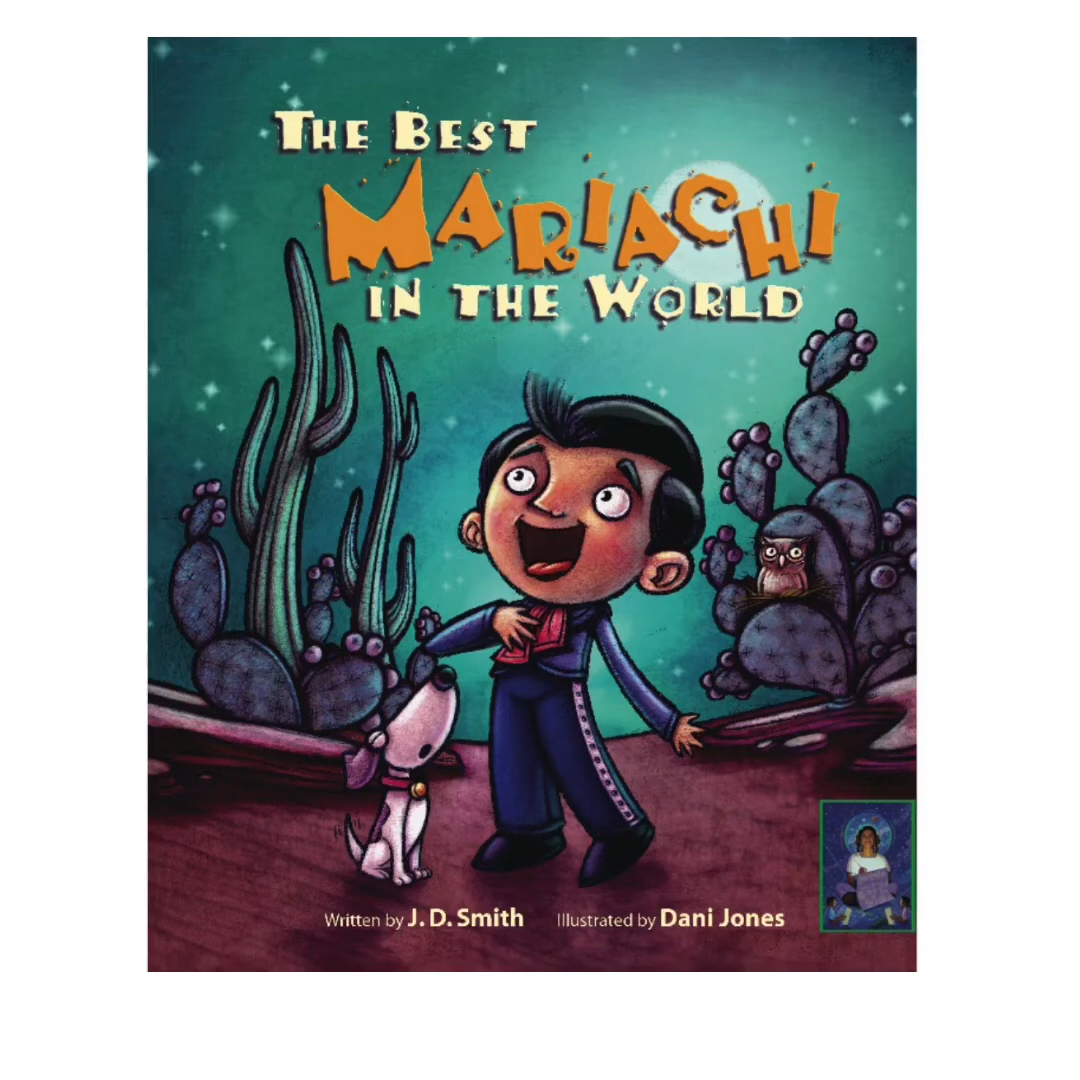 The Best
Mariachi
in the World
Written by J. D. Smith Illustrated by Dani Jones